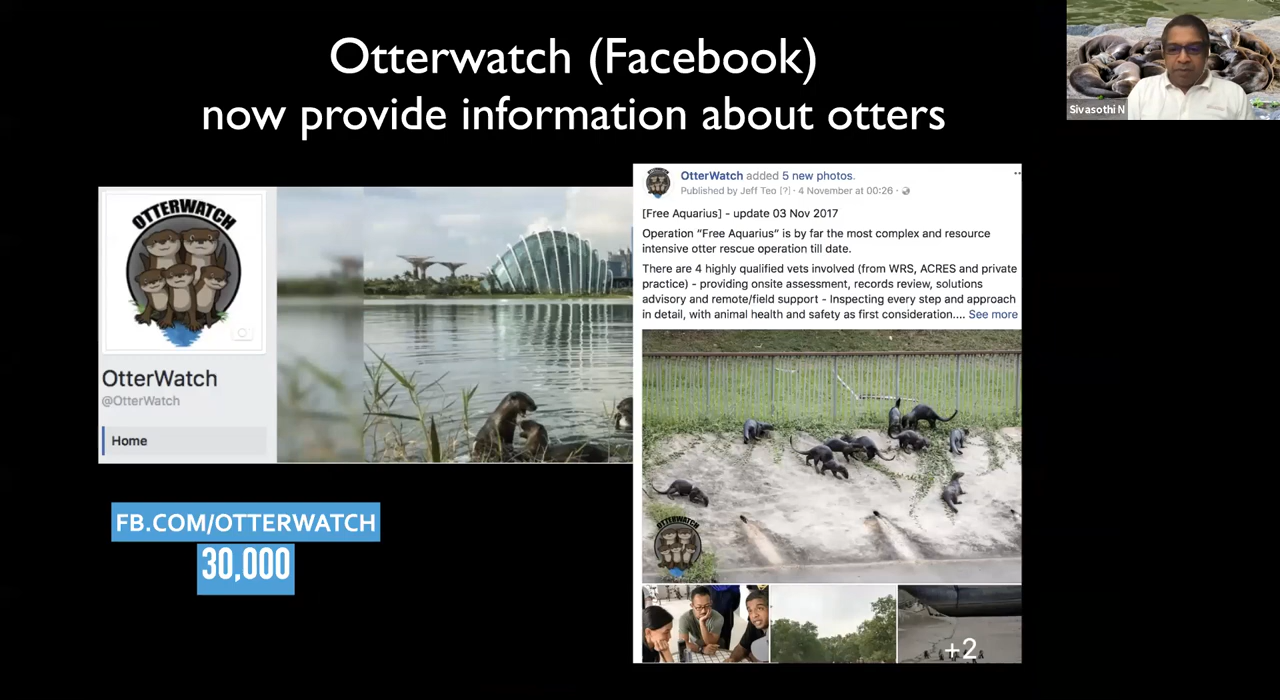 Otterwatch (Facebook)
now provide information about otters
Sivasothi N
OTTERWATCH
OtterWatch
@OtterWatch
Home
FB.COM/OTTERWATCH
30,000
OtterWatch added 5 new photos.
Published by Jeff Teo [?] · 4 November at 00:26 ·
[Free Aquarius] - update 03 Nov 2017
Operation “Free Aquarius” is by far the most complex and resource
intensive otter rescue operation till date.
There are 4 highly qualified vets involved (from WRS, ACRES and private
practice) - providing onsite assessment, records review, solutions
advisory and remote/field support - Inspecting every step and approach
in detail, with animal health and safety as first consideration.... See more
OTTERWATCH
+2